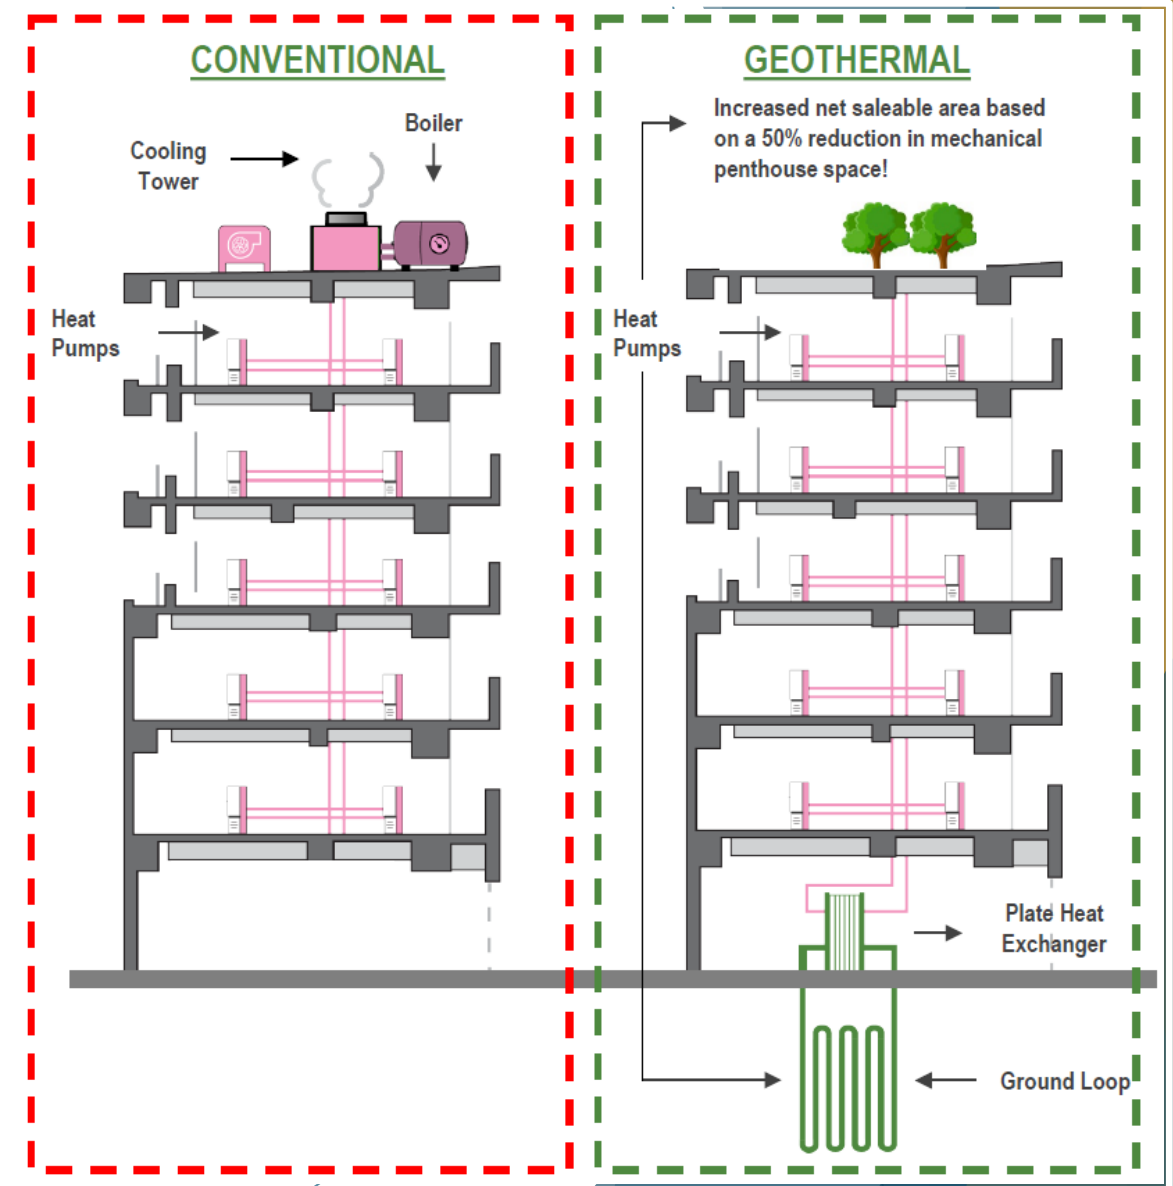 CONVENTIONAL
Cooling
Tower
Boiler
Heat
Pumps
GEOTHERMAL
Increased net saleable area based
on a 50% reduction in mechanical
penthouse space!
Heat
Pumps
Plate Heat
Exchanger
Ground Loop